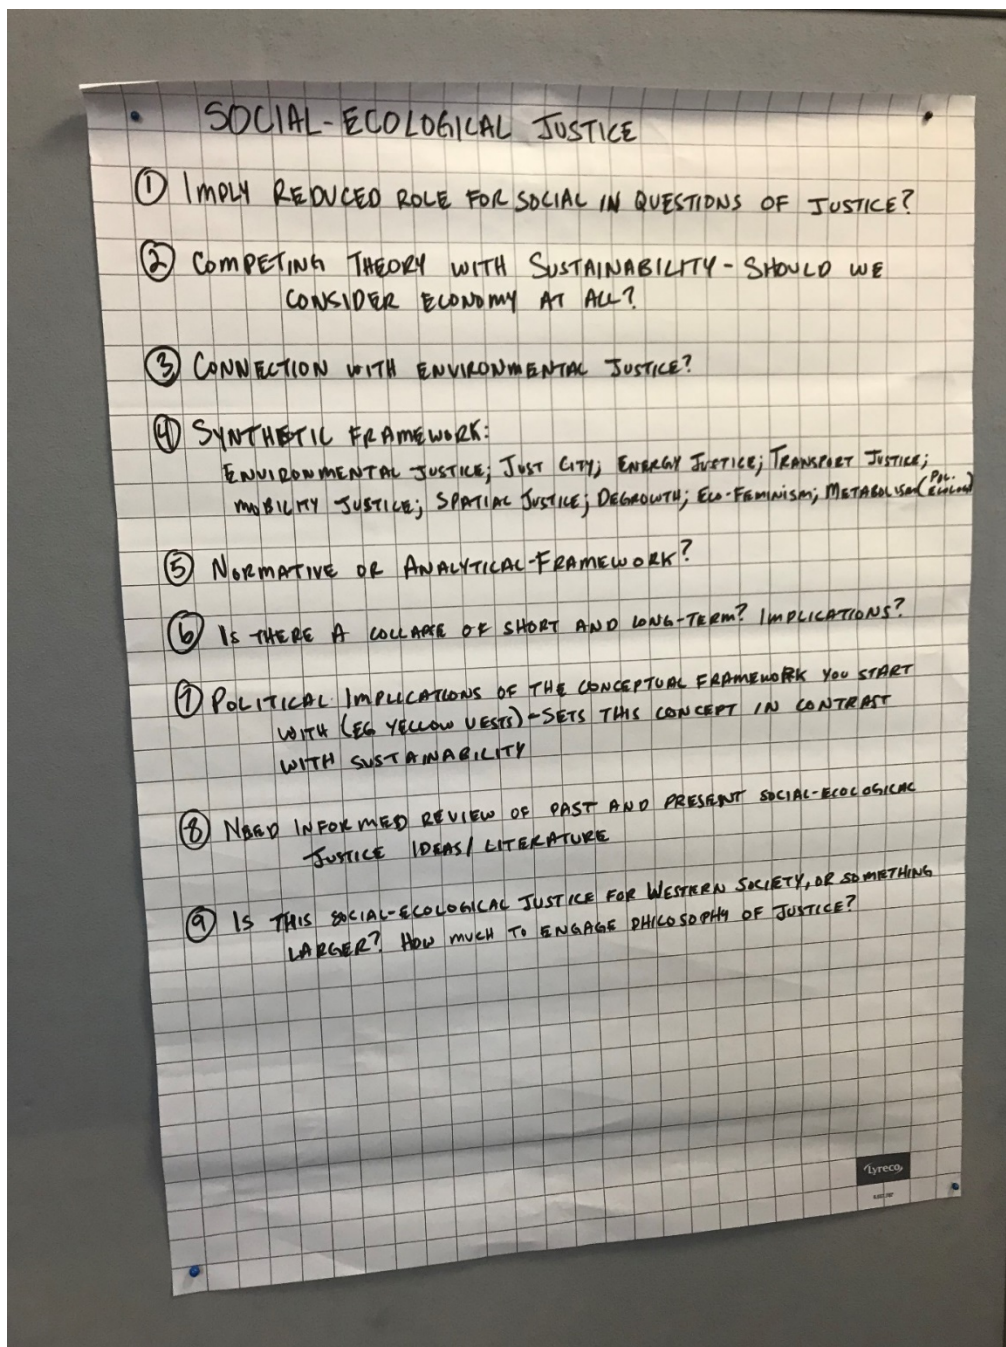 SOCIAL-ECOLOGICAL JUSTICE
① IMPLY REDUCED ROLE FOR SOCIAL IN QUESTIONS OF JUSTICE?
② COMPETING THEORY WITH SUSTAINABILITY - SHOULD WE
CONSIDER ECONOMY AT ALL?
③ CONNECTION WITH ENVIRONMENTAL JUSTICE?
④ SYNTHETIC FRAMEWORK:
ENVIRONMENTAL JUSTICE; JUST CITY; ENERGY JUSTICE; TRANSPORT JUSTICE;
MOBILITY JUSTICE; SPATIAL JUSTICE; DEGROWTH; ECO-FEMINISM; METABOLISM (POL. ECOLOGY)
⑤ NORMATIVE OR ANALYTICAL-FRAMEWORK?
⑥ IS THERE A COLLAPSE OF SHORT AND LONG-TERM? IMPLICATIONS?
⑦ POLITICAL IMPLICATIONS OF THE CONCEPTUAL FRAMEWORK YOU START
WITH (EG YELLOW VESTS) - SETS THIS CONCEPT IN CONTRAST
WITH SUSTAINABILITY
⑧ NEED INFORMED REVIEW OF PAST AND PRESENT SOCIAL-ECOLOGICAL
JUSTICE IDEAS / LITERATURE
⑨ IS THIS SOCIAL-ECOLOGICAL JUSTICE FOR WESTERN SOCIETY, OR SOMETHING
LARGER? HOW MUCH TO ENGAGE PHILOSOPHY OF JUSTICE?
Lyreco